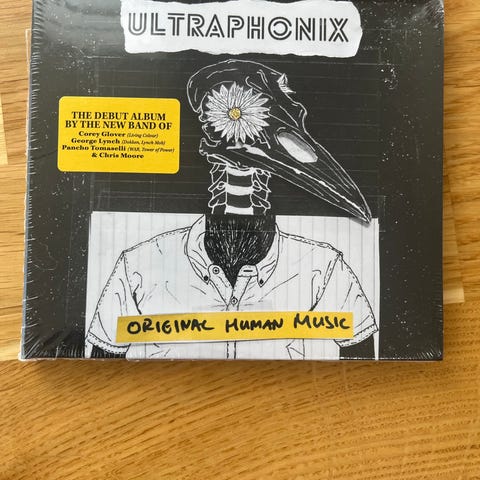 ULTRAPHONIX
THE DEBUT ALBUM
BY THE NEW BAND OF
Corey Glover (Living Colour)
George Lynch (Dokken, Lynch Mob)
Pancho Tomaselli (WAR, Tower of Power)
& Chris Moore
ORIGINAL HUMAN MUSIC